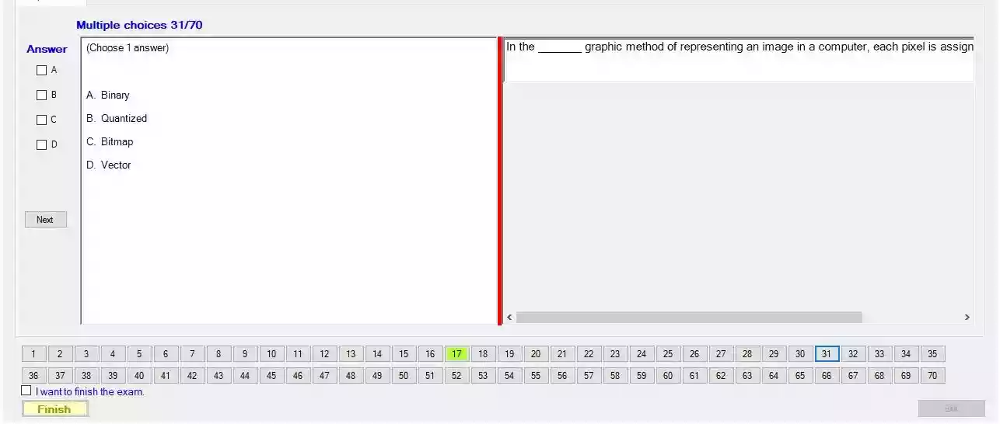 Multiple choices 31/70
Answer
(Choose 1 answer)
In the _______ graphic method of representing an image in a computer, each pixel is assign
A
B
C
D
A. Binary
B. Quantized
C. Bitmap
D. Vector
Next
1 2 3 4 5 6 7 8 9 10 11 12 13 14 15 16 17 18 19 20 21 22 23 24 25 26 27 28 29 30 31 32 33 34 35
36 37 38 39 40 41 42 43 44 45 46 47 48 49 50 51 52 53 54 55 56 57 58 59 60 61 62 63 64 65 66 67 68 69 70
I want to finish the exam.
Finish
Exit